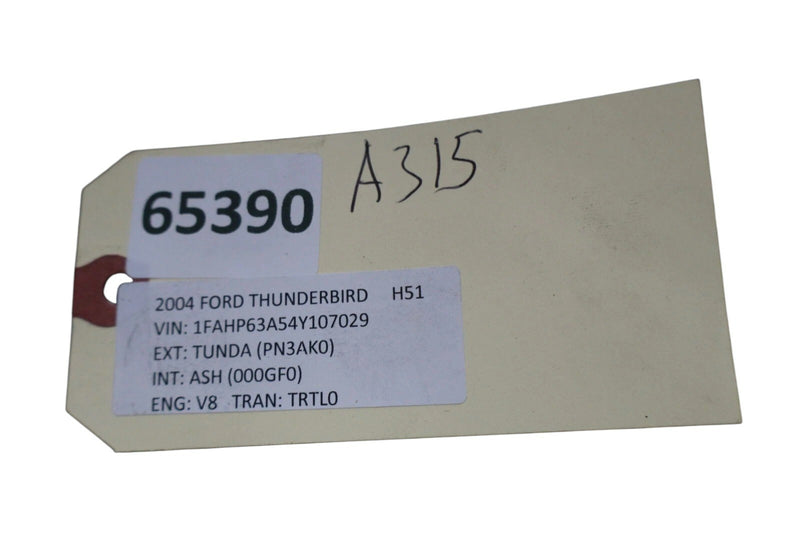 65390
A315
2004 FORD THUNDERBIRD H51
VIN: 1FAHP63A54Y107029
EXT: TUNDA (PN3AK0)
INT: ASH (000GF0)
ENG: V8 TRAN: TRTL0